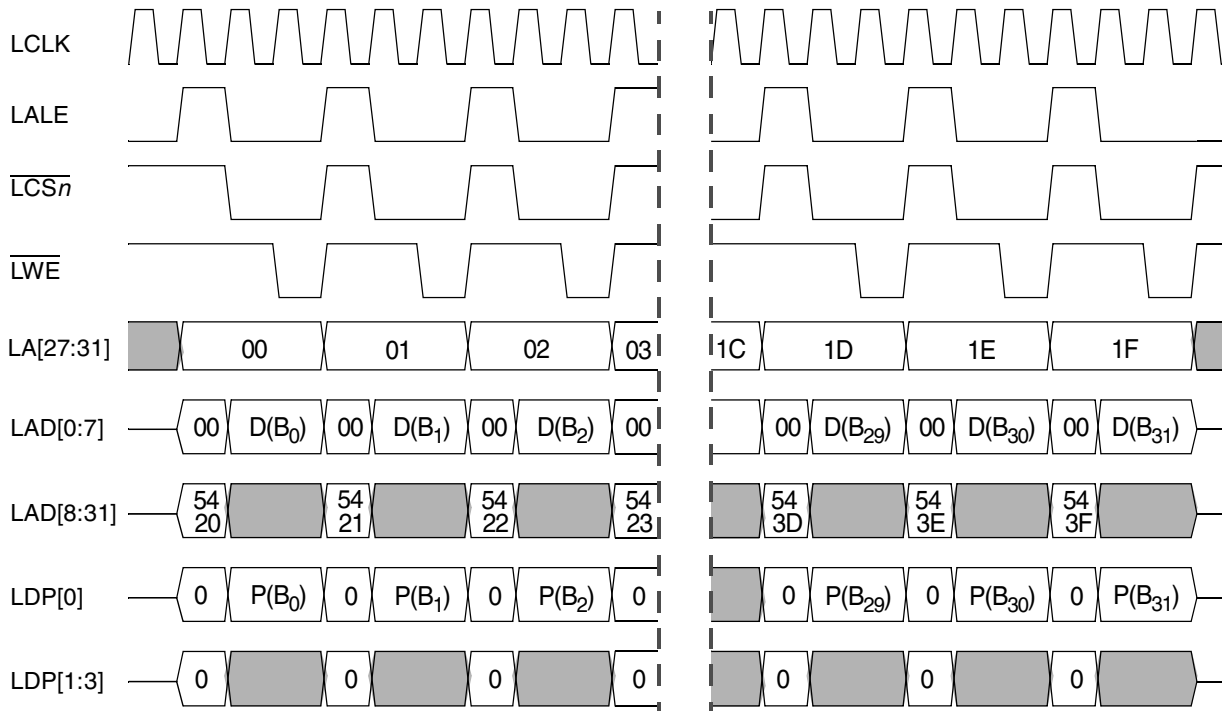 LCLK
LALE
LCSn
LWE
LA[27:31] 00 01 02 03 1C 1D 1E 1F
LAD[0:7] 00 D(B0) 00 D(B1) 00 D(B2) 00 00 D(B29) 00 D(B30) 00 D(B31)
LAD[8:31] 54 54 54 54 54 54 54
20 21 22 23 3D 3E 3F
LDP[0] 0 P(B0) 0 P(B1) 0 P(B2) 0 0 P(B29) 0 P(B30) 0 P(B31)
LDP[1:3] 0 0 0 0 0 0 0